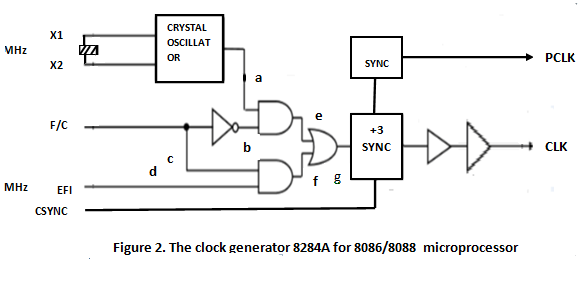 X1
CRYSTAL
OSCILLAT
OR
MHz
X2
SYNC
PCLK
a
F/C
e
+3
SYNC
CLK
b
c
d
f
g
MHz
EFI
CSYNC
Figure 2. The clock generator 8284A for 8086/8088 microprocessor